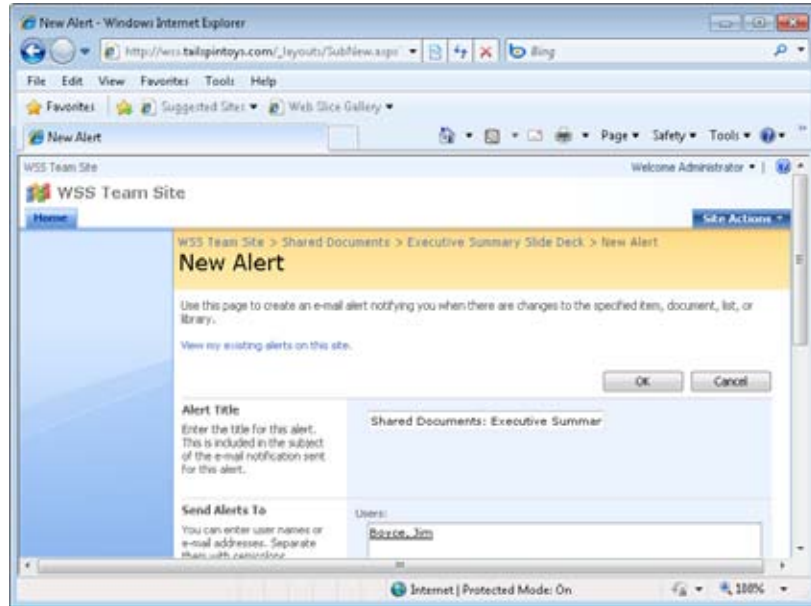 New Alert - Windows Internet Explorer
http://wss.tailspintoys.com/_layouts/SubNew.aspx
Bing
File Edit View Favorites Tools Help
Favorites Suggested Sites Web Slice Gallery
New Alert
Page Safety Tools
WSS Team Site
Welcome Administrator
WSS Team Site
Home
Site Actions
WSS Team Site > Shared Documents > Executive Summary Slide Deck > New Alert
New Alert
Use this page to create an e-mail alert notifying you when there are changes to the specified item, document, list, or
library.
View my existing alerts on this site.
OK Cancel
Alert Title
Enter the title for this alert.
This is included in the subject
of the e-mail notification sent
for this alert.
Shared Documents: Executive Summar
Send Alerts To
You can enter user names or
e-mail addresses. Separate
them with semicolons.
Users:
Boyce, Jim
Internet | Protected Mode: On
100%